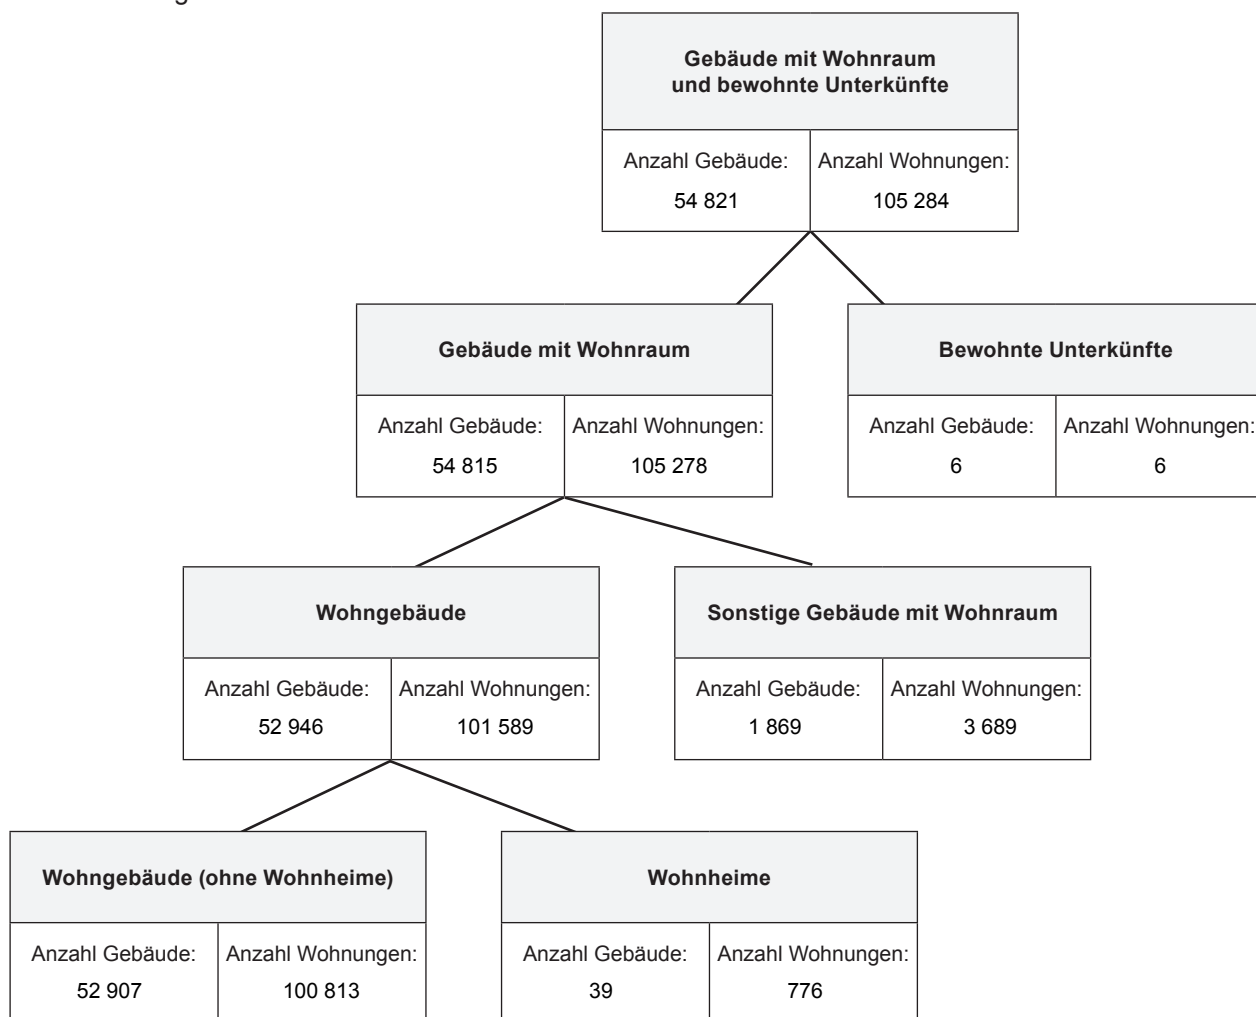 Gebäude mit Wohnraum
und bewohnte Unterkünfte
Anzahl Gebäude: Anzahl Wohnungen:
54 821 105 284
Gebäude mit Wohnraum Bewohnte Unterkünfte
Anzahl Gebäude: Anzahl Wohnungen: Anzahl Gebäude: Anzahl Wohnungen:
54 815 105 278 6 6
Wohngebäude Sonstige Gebäude mit Wohnraum
Anzahl Gebäude: Anzahl Wohnungen: Anzahl Gebäude: Anzahl Wohnungen:
52 946 101 589 1 869 3 689
Wohngebäude (ohne Wohnheime) Wohnheime
Anzahl Gebäude: Anzahl Wohnungen: Anzahl Gebäude: Anzahl Wohnungen:
52 907 100 813 39 776